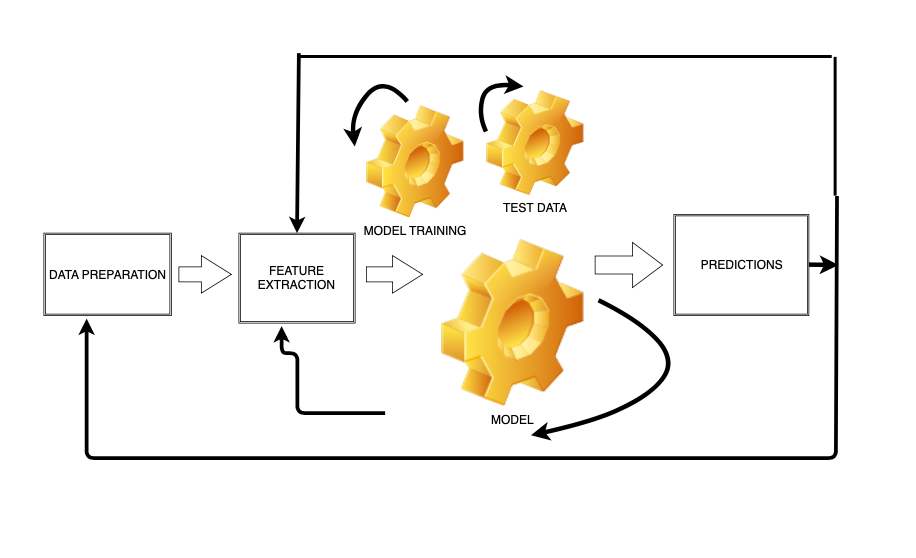 TEST DATA
MODEL TRAINING
DATA PREPARATION
FEATURE
EXTRACTION
PREDICTIONS
MODEL